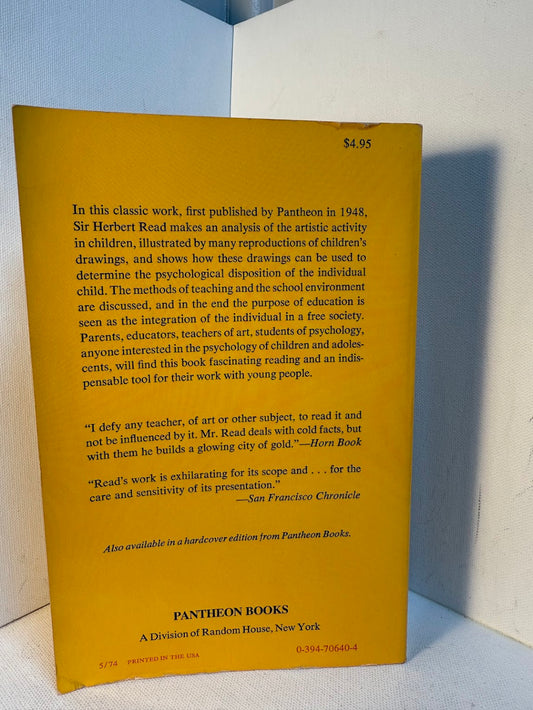 $4.95
In this classic work, first published by Pantheon in 1948,
Sir Herbert Read makes an analysis of the artistic activity
in children, illustrated by many reproductions of children's
drawings, and shows how these drawings can be used to
determine the psychological disposition of the individual
child. The methods of teaching and the school environment
are discussed, and in the end the purpose of education is
seen as the integration of the individual in a free society.
Parents, educators, teachers of art, students of psychology,
anyone interested in the psychology of children and adoles-
cents, will find this book fascinating reading and an indis-
pensable tool for their work with young people.
“I defy any teacher, of art or other subject, to read it and
not be influenced by it. Mr. Read deals with cold facts, but
with them he builds a glowing city of gold.”—Horn Book
“Read's work is exhilarating for its scope and . . . for the
care and sensitivity of its presentation.”
—San Francisco Chronicle
Also available in a hardcover edition from Pantheon Books.
PANTHEON BOOKS
A Division of Random House, New York
5/74 PRINTED IN THE USA
0-394-70640-4